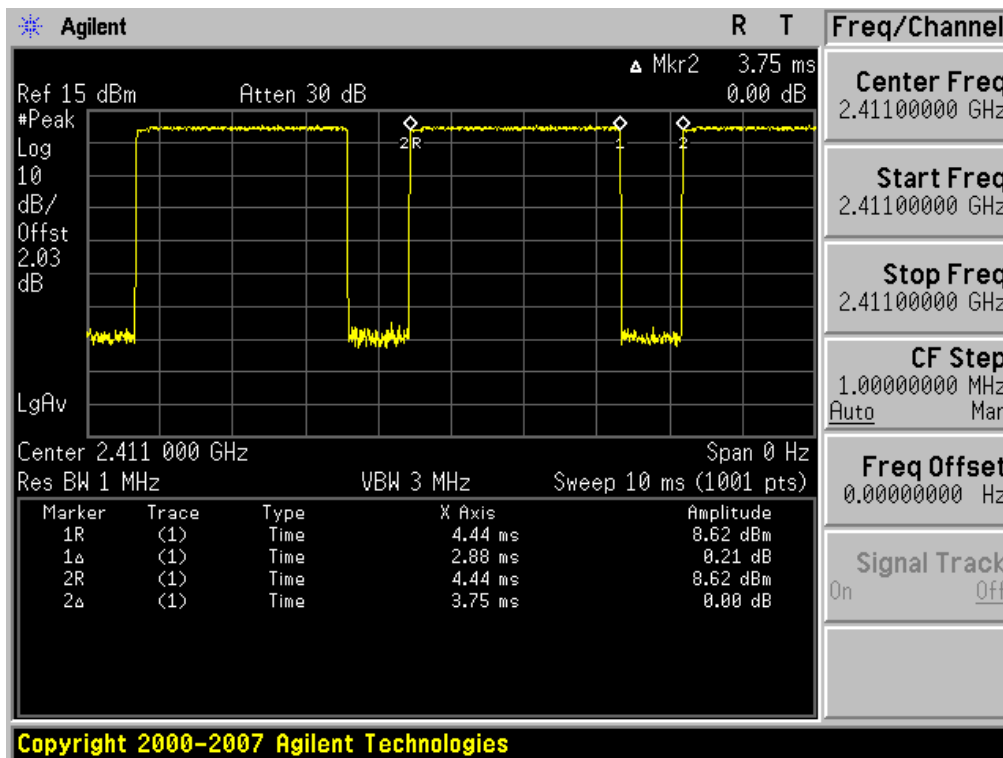 Agilent
R T
Freq/Channel
▵ Mkr2 3.75 ms
Ref 15 dBm Atten 30 dB 0.00 dB
#Peak
Log
10
dB/
Offst
2.03
dB
LgAv
2R
1
2
Center 2.411 000 GHz Span 0 Hz
Res BW 1 MHz VBW 3 MHz Sweep 10 ms (1001 pts)
Marker Trace Type X Axis Amplitude
1R (1) Time 4.44 ms 8.62 dBm
1▵ (1) Time 2.88 ms 0.21 dB
2R (1) Time 4.44 ms 8.62 dBm
2▵ (1) Time 3.75 ms 0.00 dB
Center Freq
2.41100000 GHz
Start Freq
2.41100000 GHz
Stop Freq
2.41100000 GHz
CF Step
1.00000000 MHz
Auto Man
Freq Offset
0.00000000 Hz
Signal Track
On Off
Copyright 2000-2007 Agilent Technologies